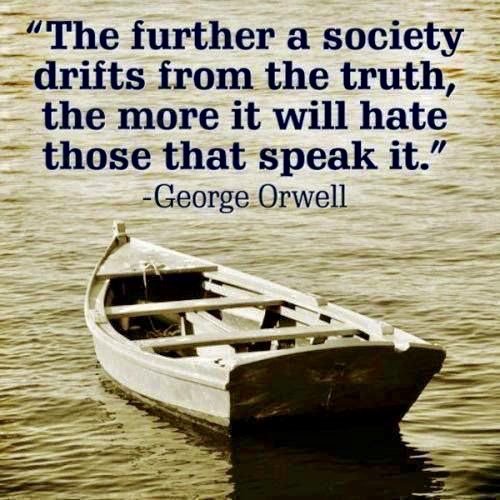 “The further a society
drifts from the truth,
the more it will hate
those that speak it.”
-George Orwell